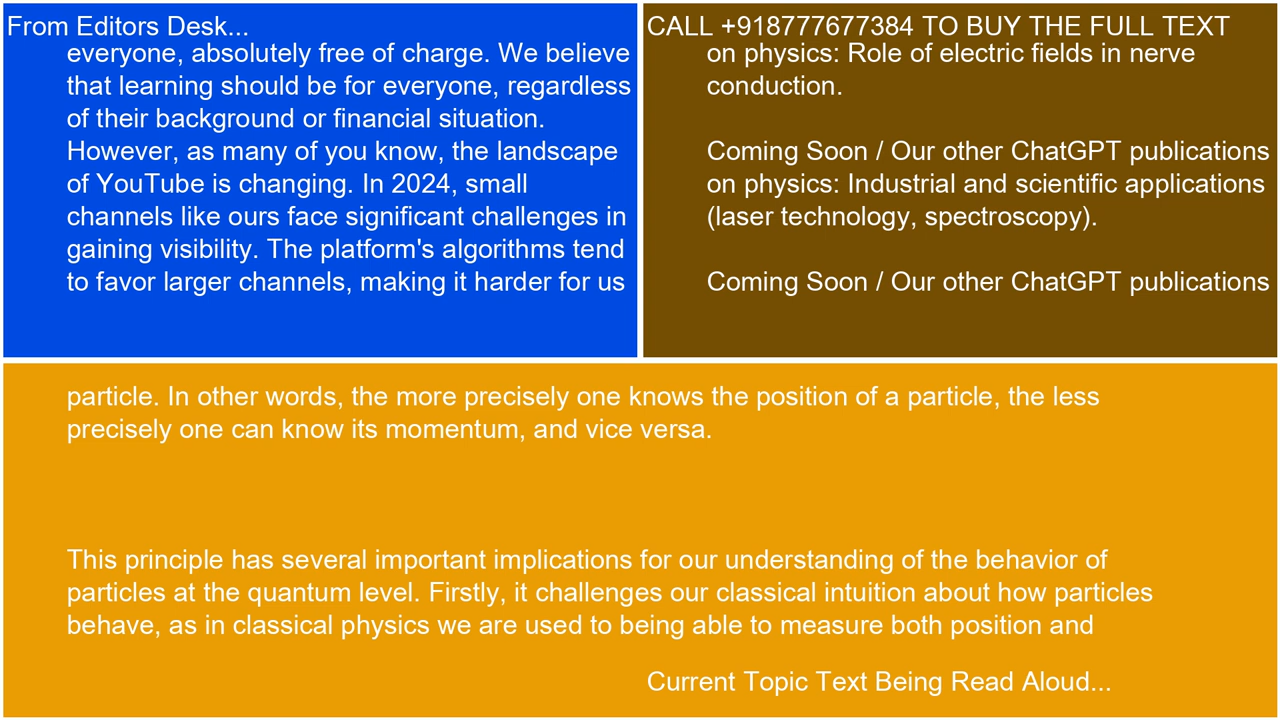 From Editors Desk...
everyone, absolutely free of charge. We believe
that learning should be for everyone, regardless
of their background or financial situation.
However, as many of you know, the landscape
of YouTube is changing. In 2024, small
channels like ours face significant challenges in
gaining visibility. The platform's algorithms tend
to favor larger channels, making it harder for us
CALL +918777677384 TO BUY THE FULL TEXT
on physics: Role of electric fields in nerve
conduction.
Coming Soon / Our other ChatGPT publications
on physics: Industrial and scientific applications
(laser technology, spectroscopy).
Coming Soon / Our other ChatGPT publications
particle. In other words, the more precisely one knows the position of a particle, the less
precisely one can know its momentum, and vice versa.
This principle has several important implications for our understanding of the behavior of
particles at the quantum level. Firstly, it challenges our classical intuition about how particles
behave, as in classical physics we are used to being able to measure both position and
Current Topic Text Being Read Aloud...